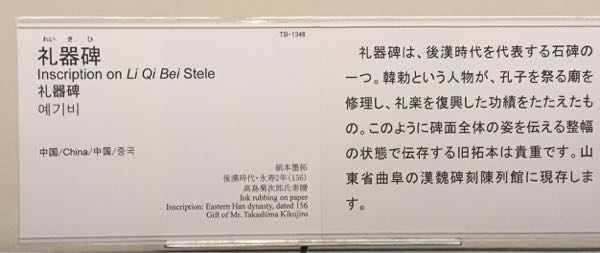 TB-1346
れい き ひ
礼器碑
Inscription on Li Qi Bei Stele
礼器碑
예기비
中国/China/中国/중국
紙本墨拓
後漢時代・永寿2年(156)
高島菊次郎氏寄贈
Ink rubbing on paper
Inscription: Eastern Han dynasty, dated 156
Gift of Mr. Takashima Kikujiro
礼器碑は、後漢時代を代表する石碑の
一つ。韓勅という人物が、孔子を祭る廟を
修理し、礼楽を復興した功績をたたえたも
の。このように碑面全体の姿を伝える整幅
の状態で伝存する旧拓本は貴重です。山
東省曲阜の漢魏碑刻陳列館に現存しま
す。